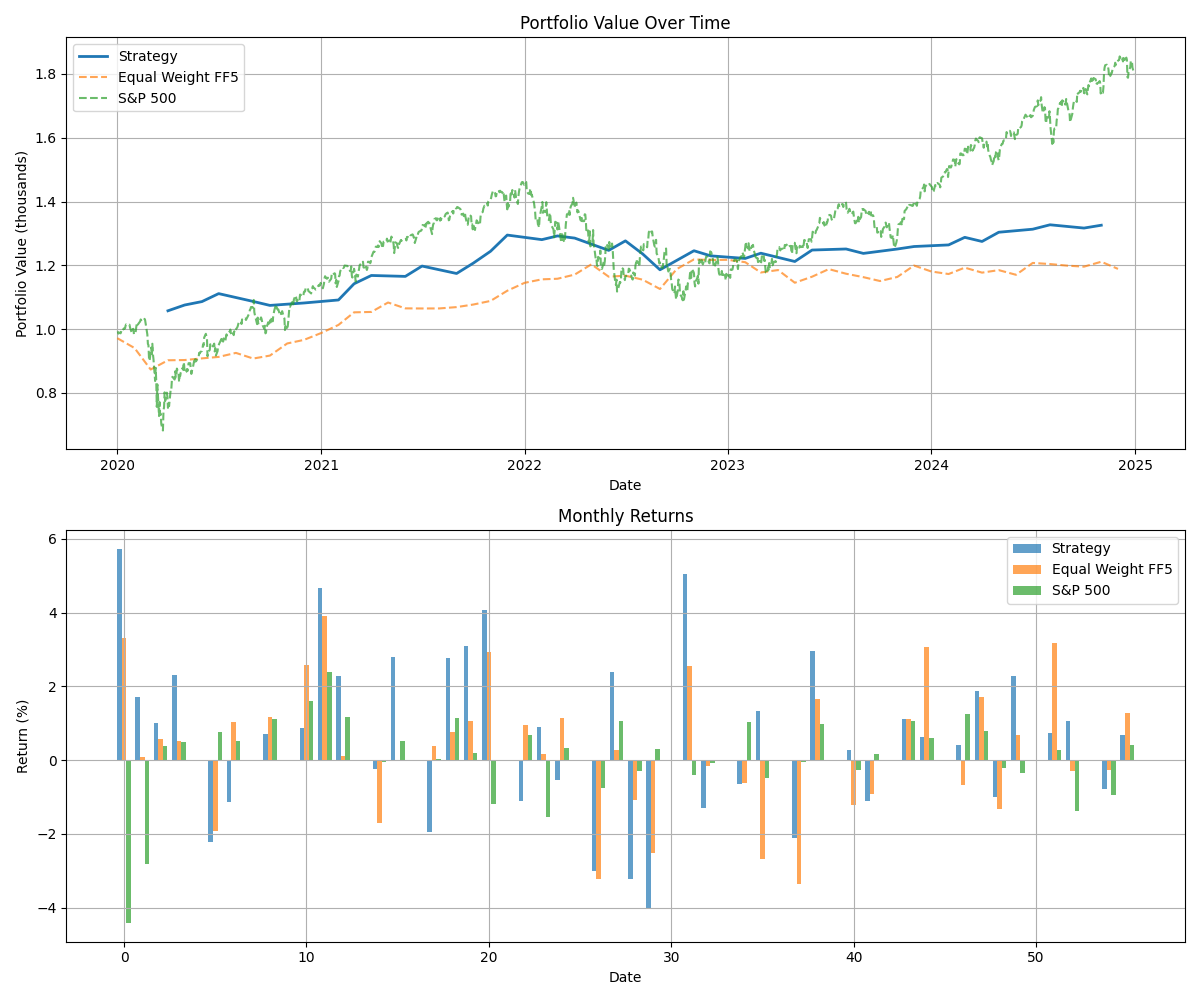 Portfolio Value Over Time
Portfolio Value (thousands)
1.8
1.6
1.4
1.2
1.0
0.8
Strategy
Equal Weight FF5
S&P 500
2020
2021
2022
2023
2024
2025
Date
Monthly Returns
Return (%)
6
4
2
0
−2
−4
Strategy
Equal Weight FF5
S&P 500
0
10
20
30
40
50
Date